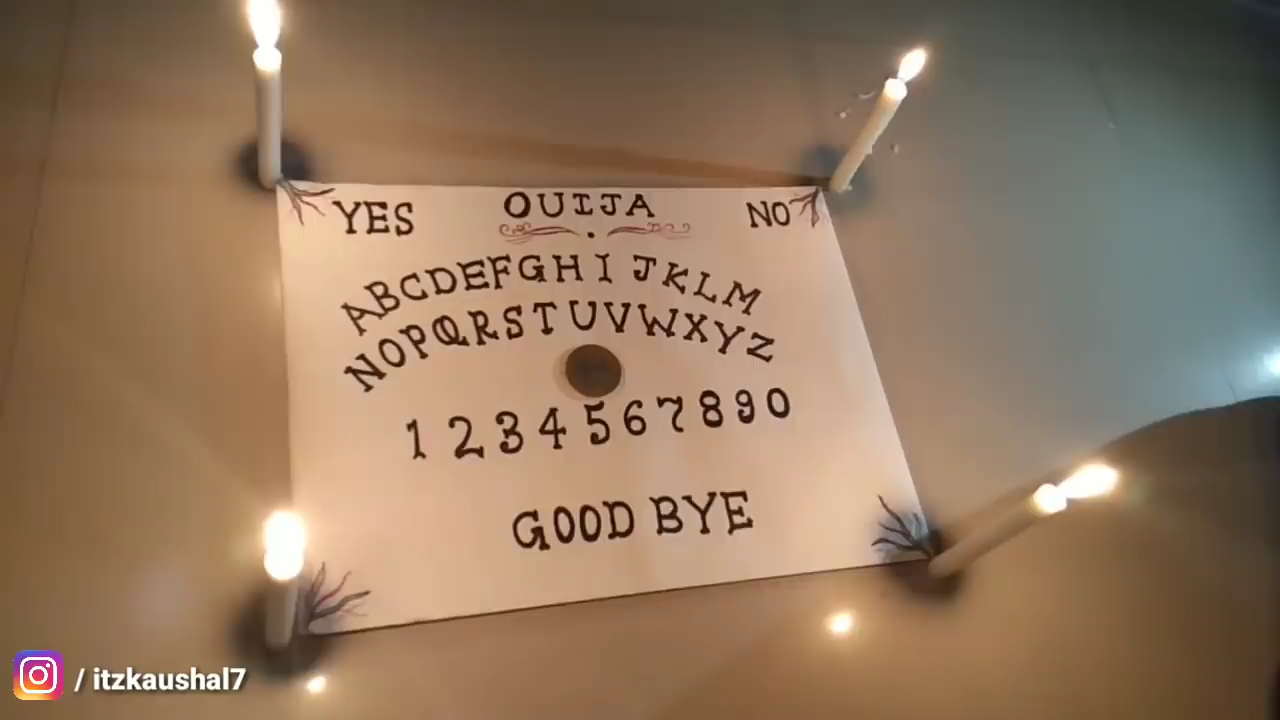 OUIJA
YES NO
ABCDEFGHIJKLM
NOPQRSTUVWXYZ
1234567890
GOOD BYE
/ itzkaushal7